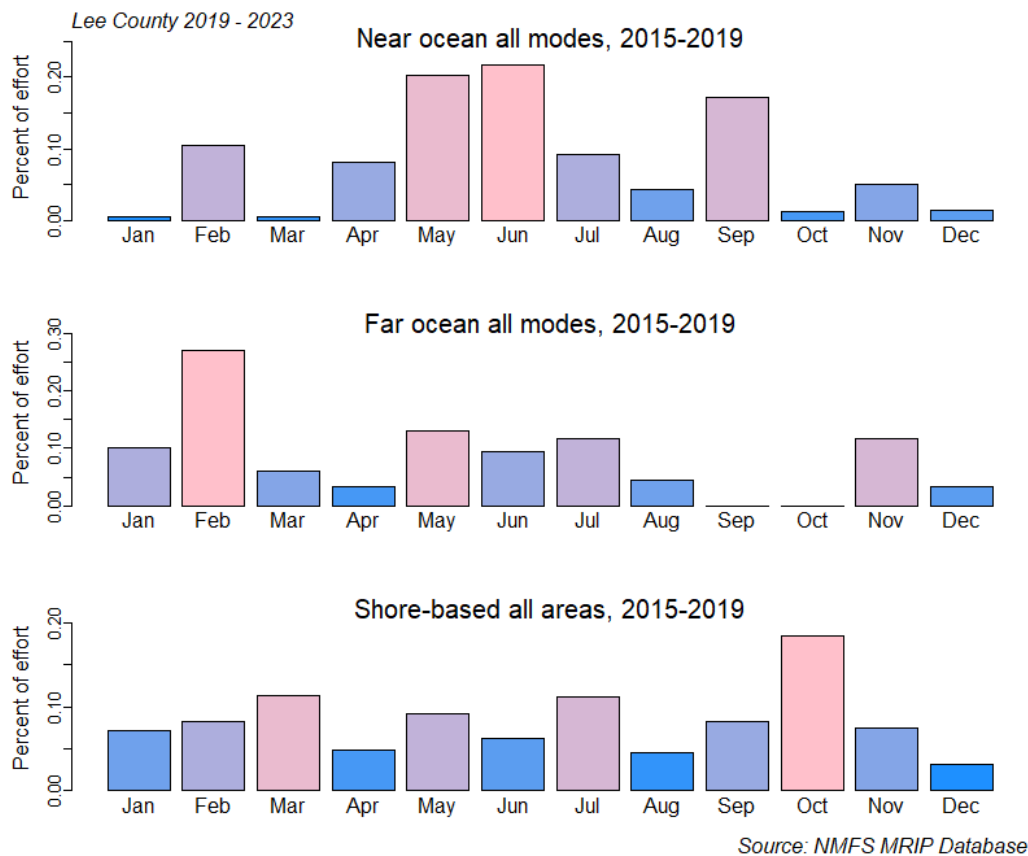 Lee County 2019 - 2023
Near ocean all modes, 2015-2019
Percent of effort
0.20
0.10
0.00
Jan Feb Mar Apr May Jun Jul Aug Sep Oct Nov Dec
Far ocean all modes, 2015-2019
Percent of effort
0.30
0.20
0.10
0.00
Jan Feb Mar Apr May Jun Jul Aug Sep Oct Nov Dec
Shore-based all areas, 2015-2019
Percent of effort
0.20
0.10
0.00
Jan Feb Mar Apr May Jun Jul Aug Sep Oct Nov Dec
Source: NMFS MRIP Database